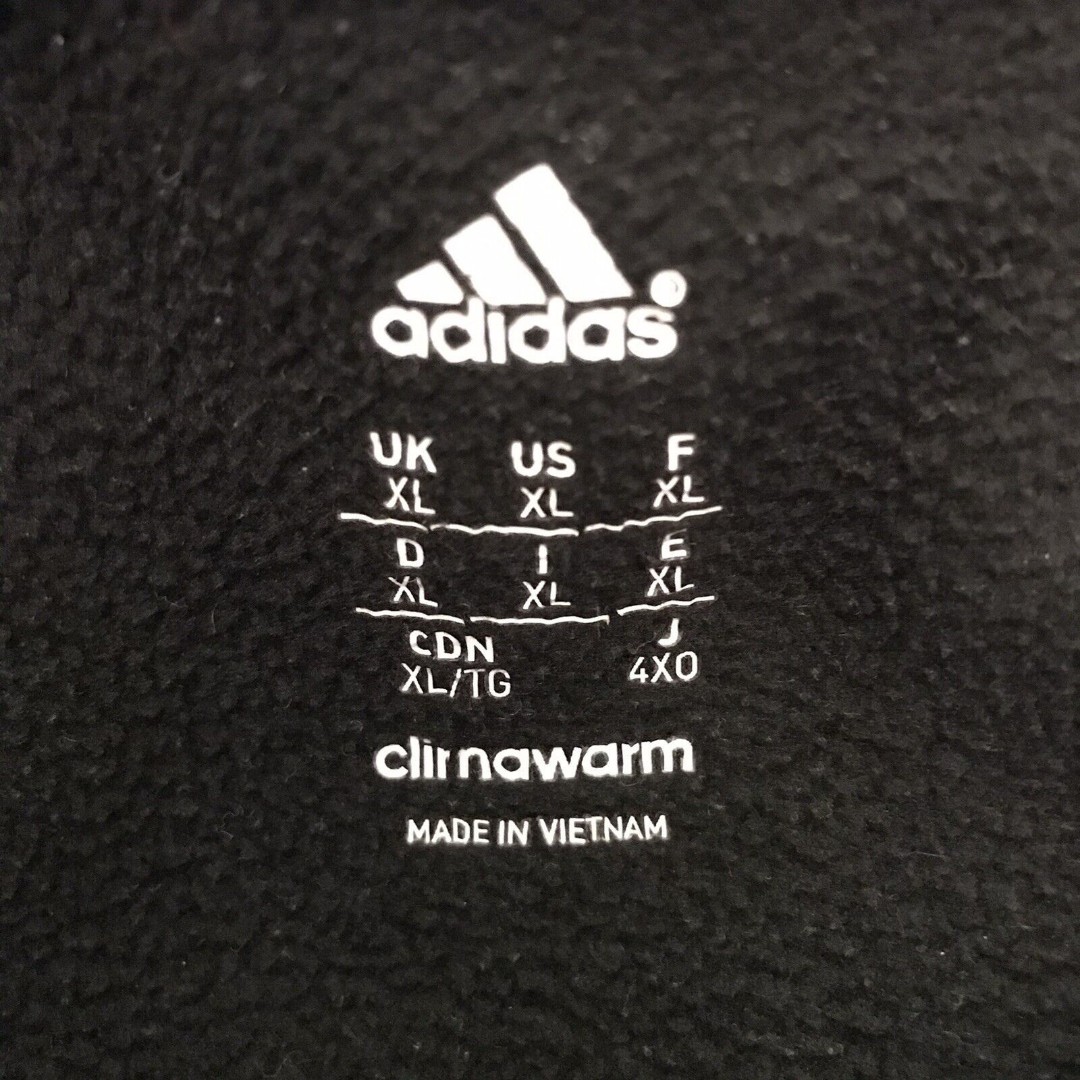 adidas®
UK US F
XL XL XL
D I E
XL XL XL
CDN J
XL/TG 4XO
climawarm
MADE IN VIETNAM